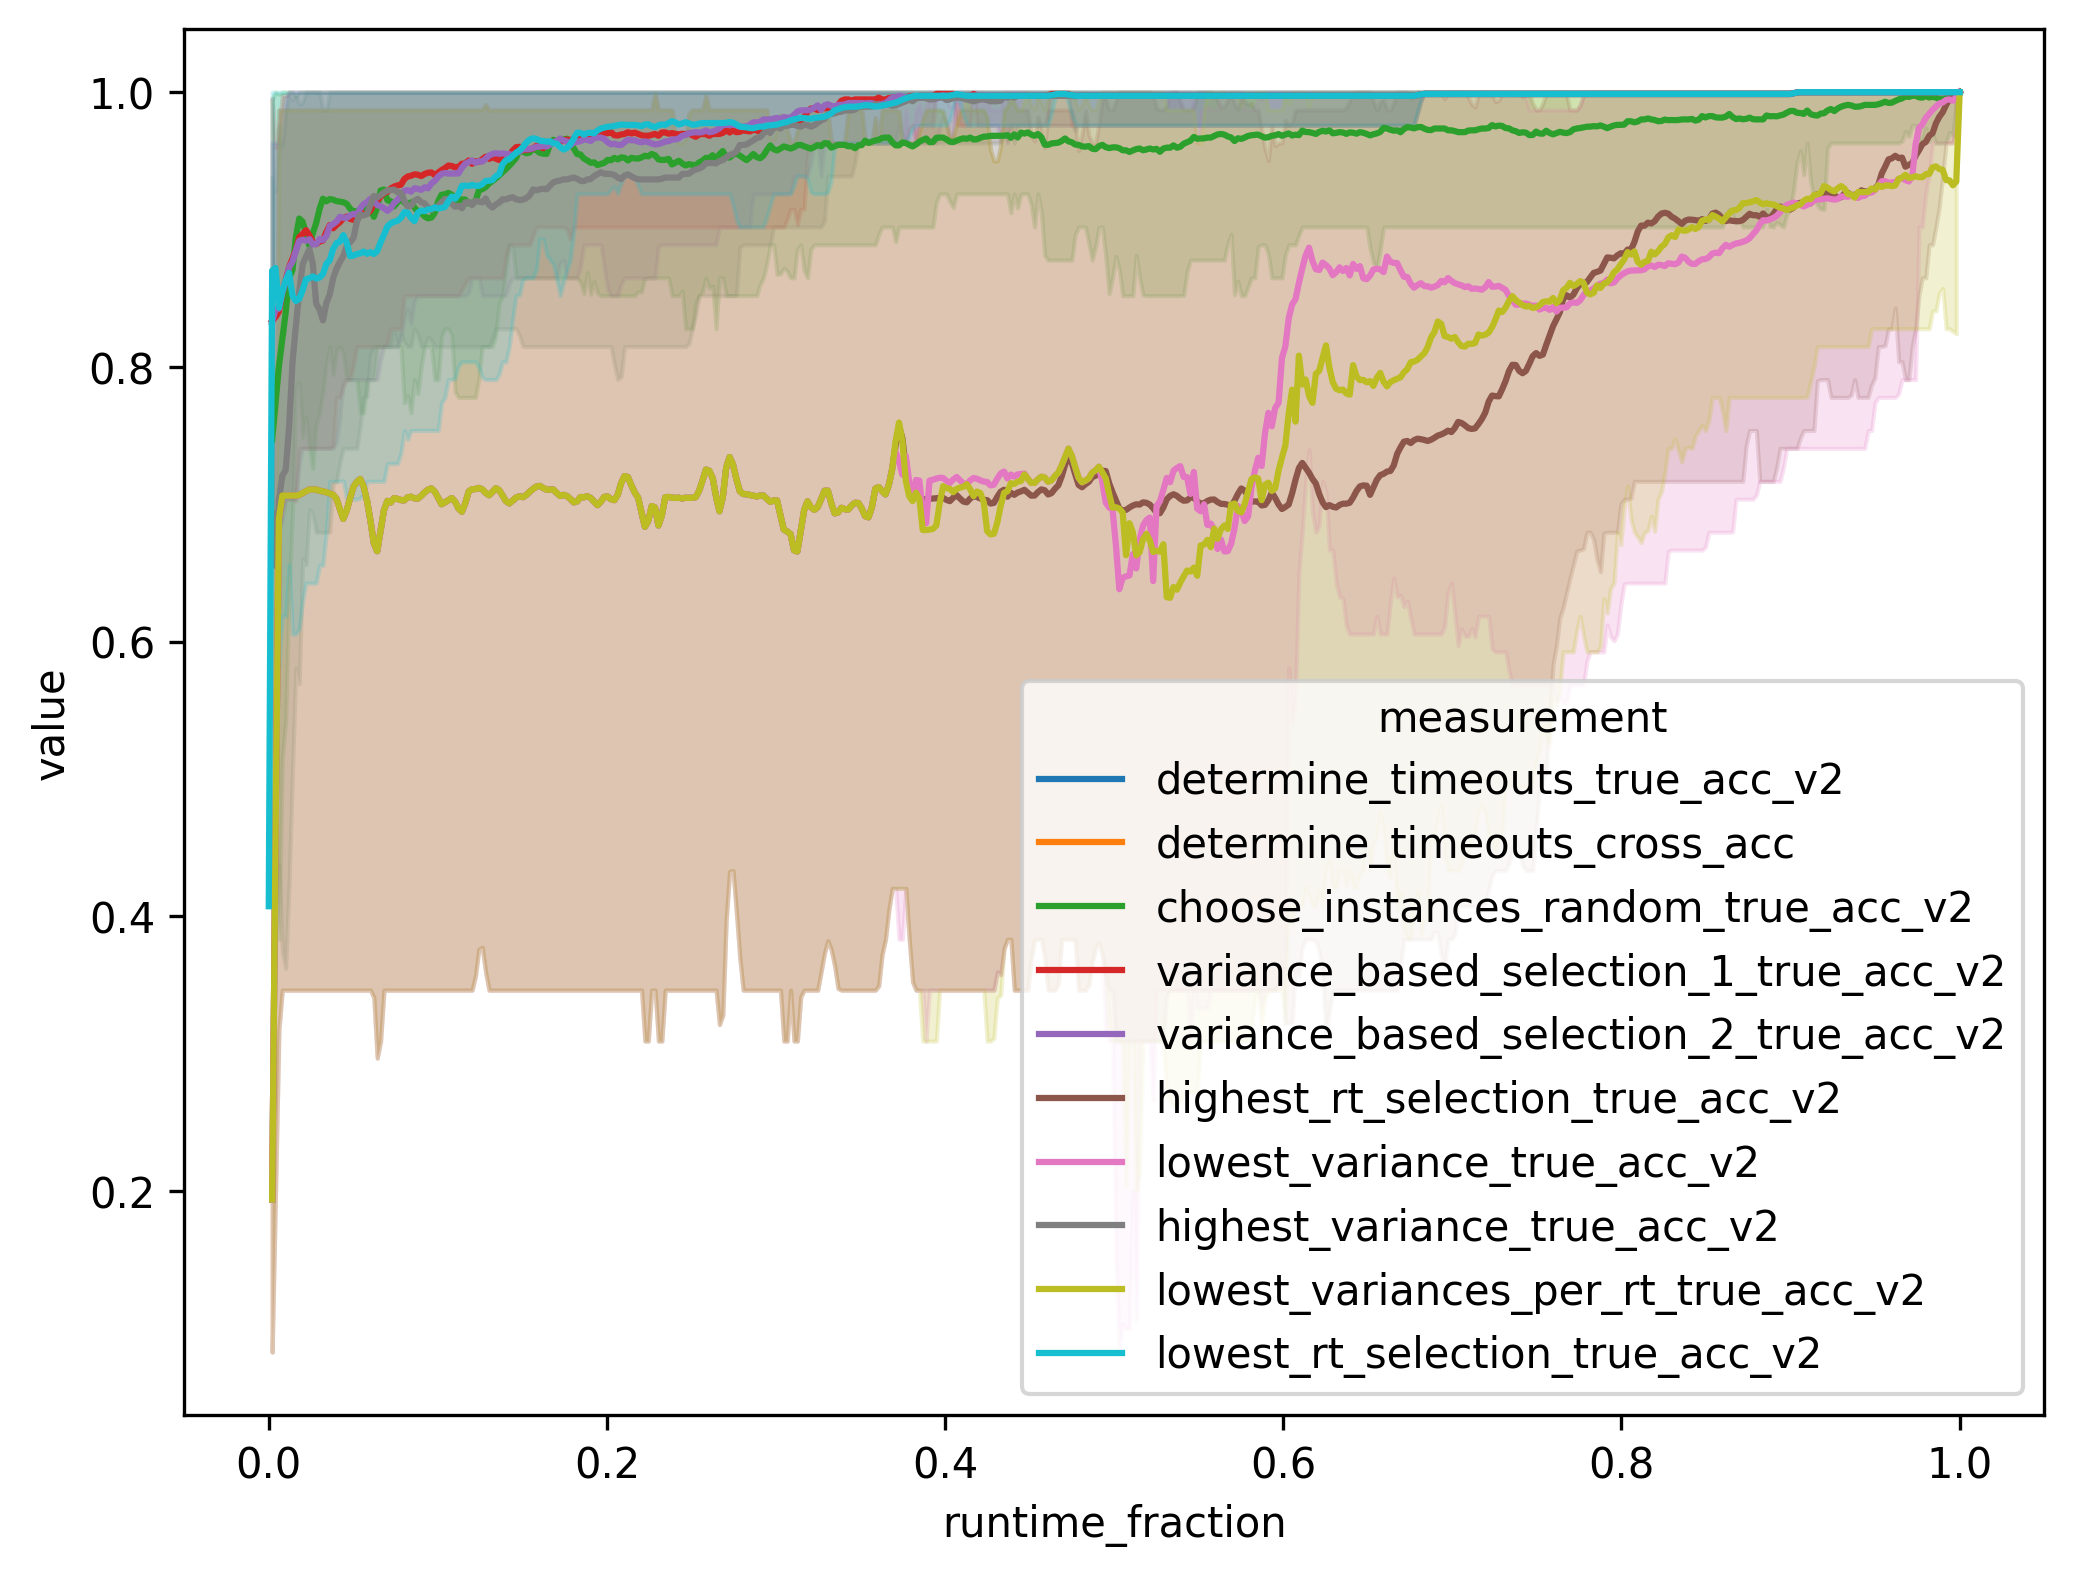 1.0
0.8
0.6
0.4
0.2
value
measurement
determine_timeouts_true_acc_v2
determine_timeouts_cross_acc
choose_instances_random_true_acc_v2
variance_based_selection_1_true_acc_v2
variance_based_selection_2_true_acc_v2
highest_rt_selection_true_acc_v2
lowest_variance_true_acc_v2
highest_variance_true_acc_v2
lowest_variances_per_rt_true_acc_v2
lowest_rt_selection_true_acc_v2
0.0 0.2 0.4 0.6 0.8 1.0
runtime_fraction